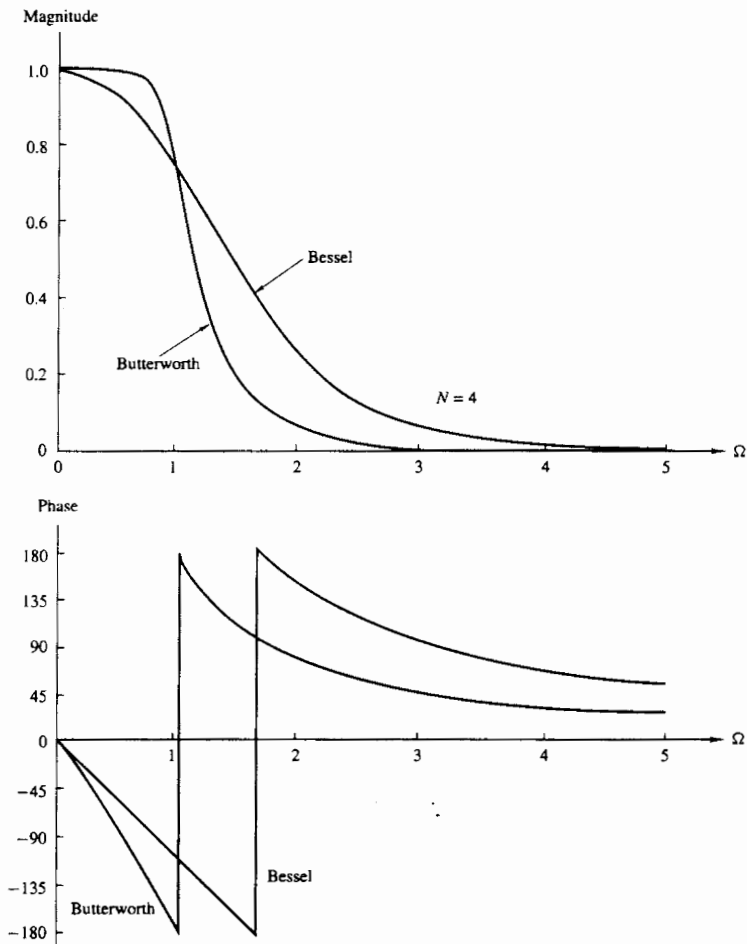 Magnitude
1.0
0.8
0.6
Bessel
0.4
Butterworth
0.2
N = 4
0
0 1 2 3 4 5 Ω
Phase
180
135
90
45
0 1 2 3 4 5 Ω
−45
−90
−135
Bessel
Butterworth
−180